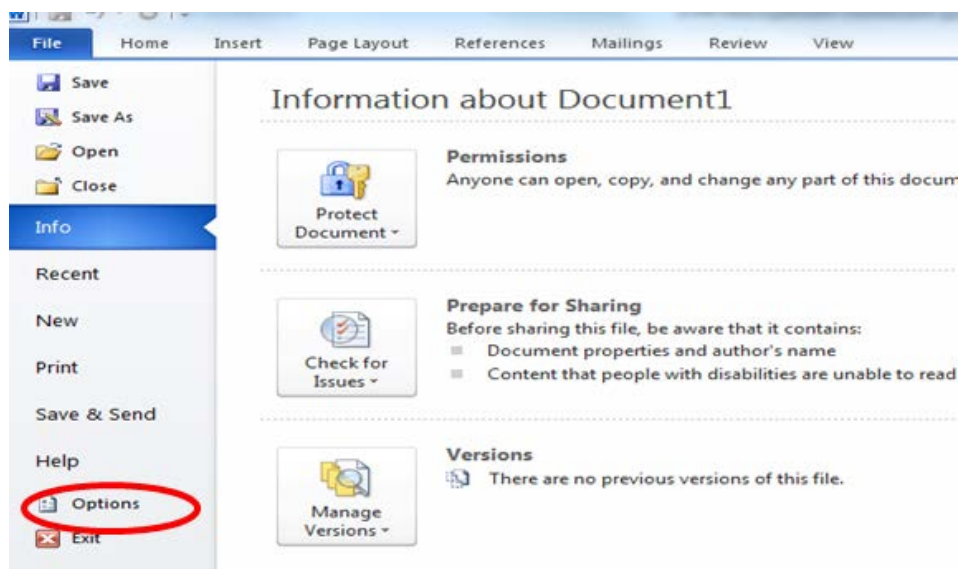 File Home Insert Page Layout References Mailings Review View
Save
Save As
Open
Close
Info
Recent
New
Print
Save & Send
Help
Options
Exit
Information about Document1
Protect
Document
Permissions
Anyone can open, copy, and change any part of this docum
Check for
Issues
Prepare for Sharing
Before sharing this file, be aware that it contains:
Document properties and author's name
Content that people with disabilities are unable to read
Manage
Versions
Versions
There are no previous versions of this file.